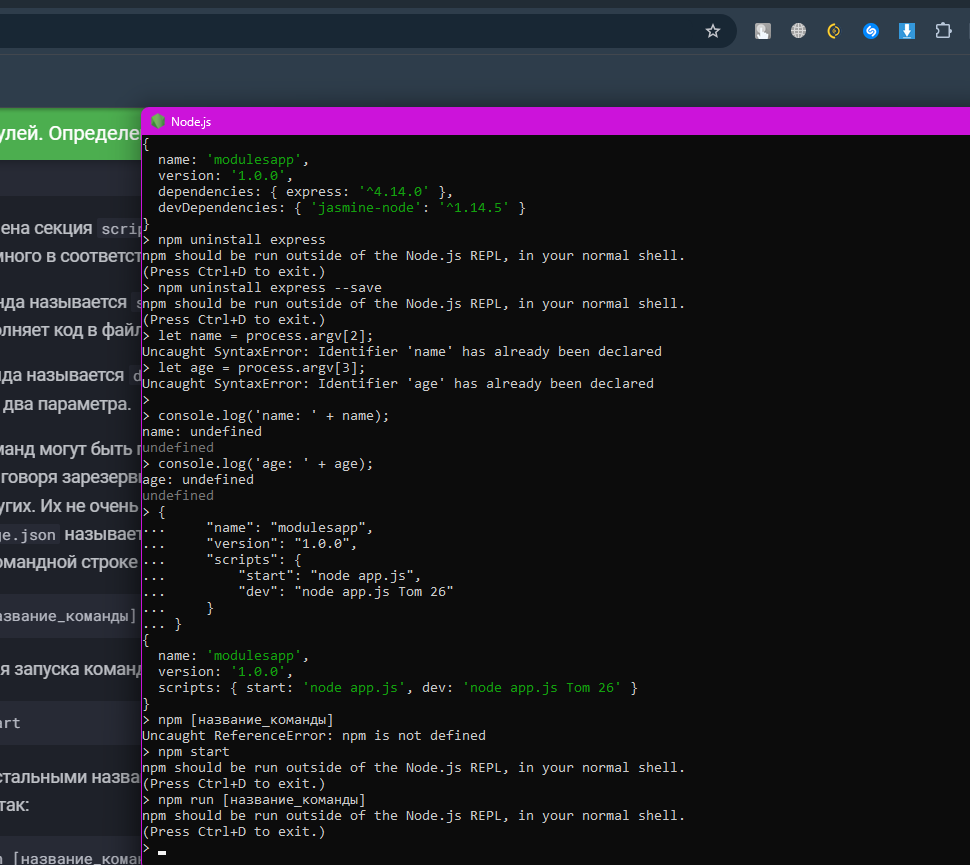 улей. Определе
ена секция scrip
много в соответст
нда называется s
олняет код в файл
да называется d
два параметра.
манд могут быть
говоря зарезерв
угих. Их не очень
ge.json называет
омандной строке
азвание_команды]
я запуска команд
art
стальными назва
так:
n [название_коман
Node.js
{
  name: 'modulesapp',
  version: '1.0.0',
  dependencies: { express: '^4.14.0' },
  devDependencies: { 'jasmine-node': '^1.14.5' }
}
> npm uninstall express
npm should be run outside of the Node.js REPL, in your normal shell.
(Press Ctrl+D to exit.)
> npm uninstall express --save
npm should be run outside of the Node.js REPL, in your normal shell.
(Press Ctrl+D to exit.)
> let name = process.argv[2];
Uncaught SyntaxError: Identifier 'name' has already been declared
> let age = process.argv[3];
Uncaught SyntaxError: Identifier 'age' has already been declared
>
> console.log('name: ' + name);
name: undefined
undefined
> console.log('age: ' + age);
age: undefined
undefined
> {
...     "name": "modulesapp",
...     "version": "1.0.0",
...     "scripts": {
...         "start": "node app.js",
...         "dev": "node app.js Tom 26"
...     }
... }
{
  name: 'modulesapp',
  version: '1.0.0',
  scripts: { start: 'node app.js', dev: 'node app.js Tom 26' }
}
> npm [название_команды]
Uncaught ReferenceError: npm is not defined
> npm start
npm should be run outside of the Node.js REPL, in your normal shell.
(Press Ctrl+D to exit.)
> npm run [название_команды]
npm should be run outside of the Node.js REPL, in your normal shell.
(Press Ctrl+D to exit.)
>